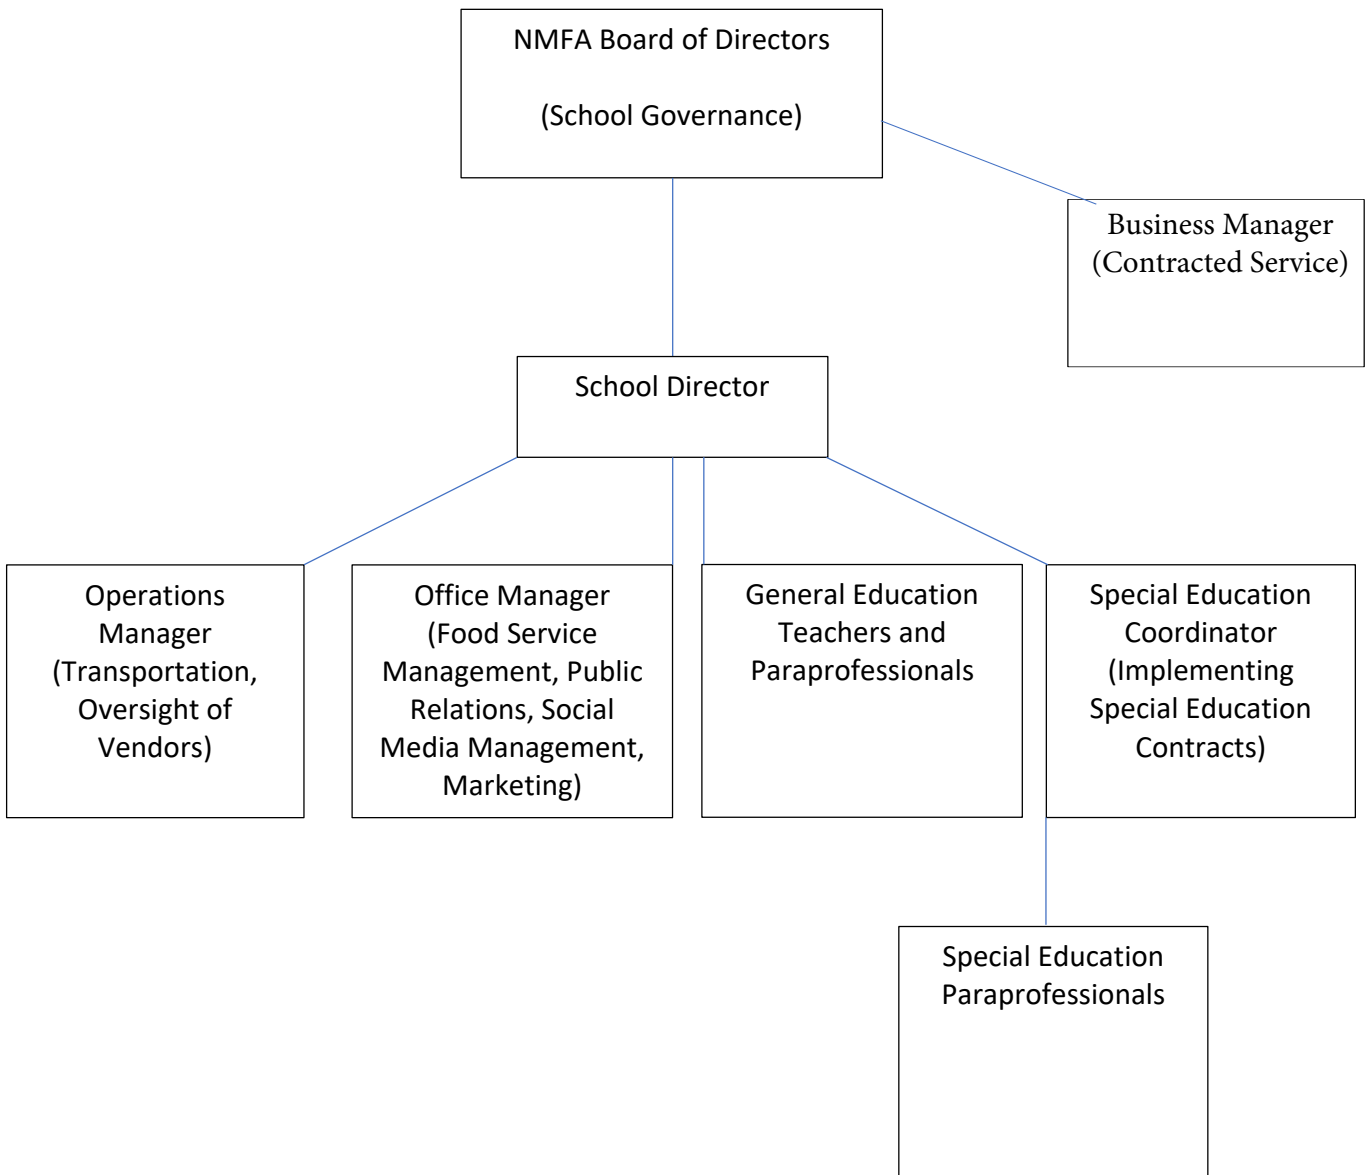 NMFA Board of Directors
(School Governance)
Business Manager
(Contracted Service)
School Director
Operations
Manager
(Transportation,
Oversight of
Vendors)
Office Manager
(Food Service
Management, Public
Relations, Social
Media Management,
Marketing)
General Education
Teachers and
Paraprofessionals
Special Education
Coordinator
(Implementing
Special Education
Contracts)
Special Education
Paraprofessionals